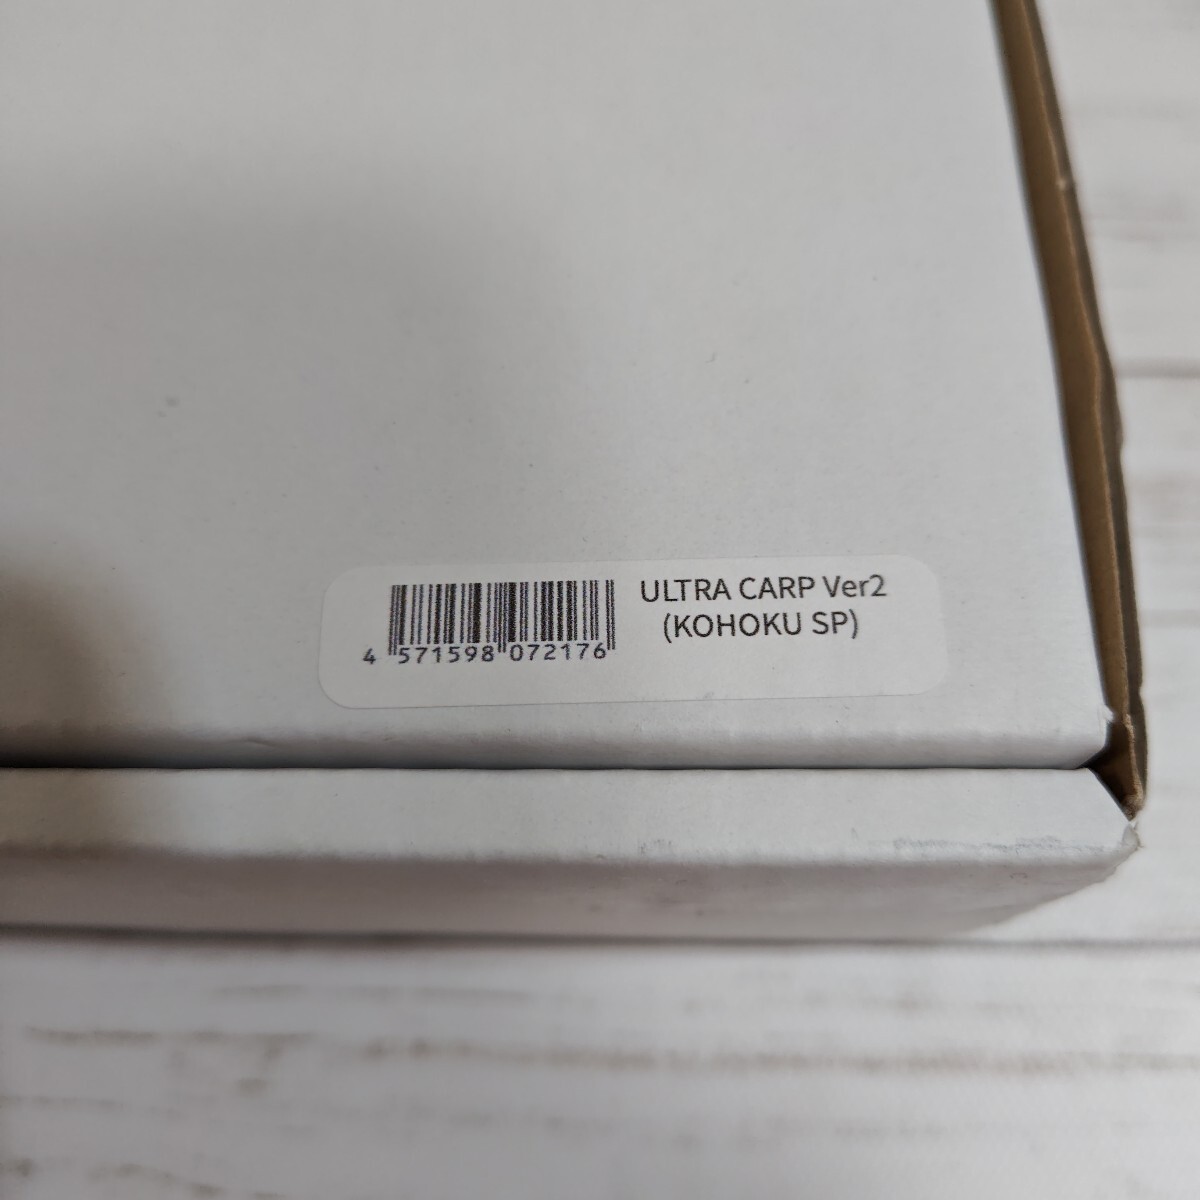 ULTRA CARP Ver2
(KOHOKU SP)
4 571598 072176